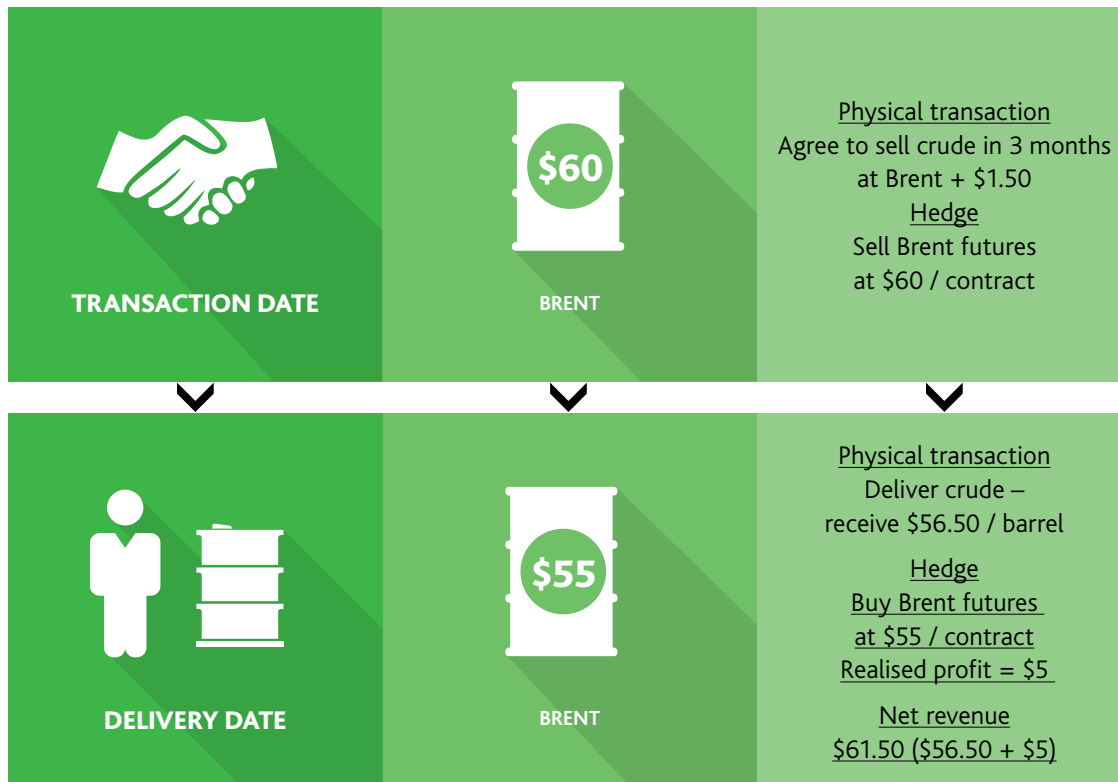 TRANSACTION DATE
$60
BRENT
Physical transaction
Agree to sell crude in 3 months
at Brent + $1.50
Hedge
Sell Brent futures
at $60 / contract
DELIVERY DATE
$55
BRENT
Physical transaction
Deliver crude –
receive $56.50 / barrel
Hedge
Buy Brent futures
at $55 / contract
Realised profit = $5
Net revenue
$61.50 ($56.50 + $5)